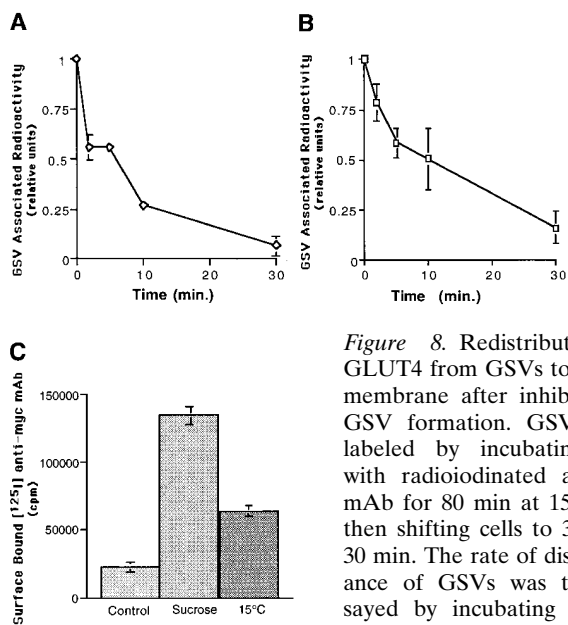 A
GSV Associated Radioactivity
(relative units)
1
0.75
0.5
0.25
0
0 10 20 30
Time (min.)
B
GSV Associated Radioactivity
(relative units)
1
0.75
0.5
0.25
0
0 10 20 30
Time (min.)
C
Surface Bound [125I] anti-myc mAb
(cpm)
150000
100000
50000
0
Control Sucrose 15°C
Figure 8. Redistribut
GLUT4 from GSVs to
membrane after inhib
GSV formation. GSV
labeled by incubatin
with radioiodinated a
mAb for 80 min at 15
then shifting cells to 3
30 min. The rate of dis
ance of GSVs was t
sayed by incubating